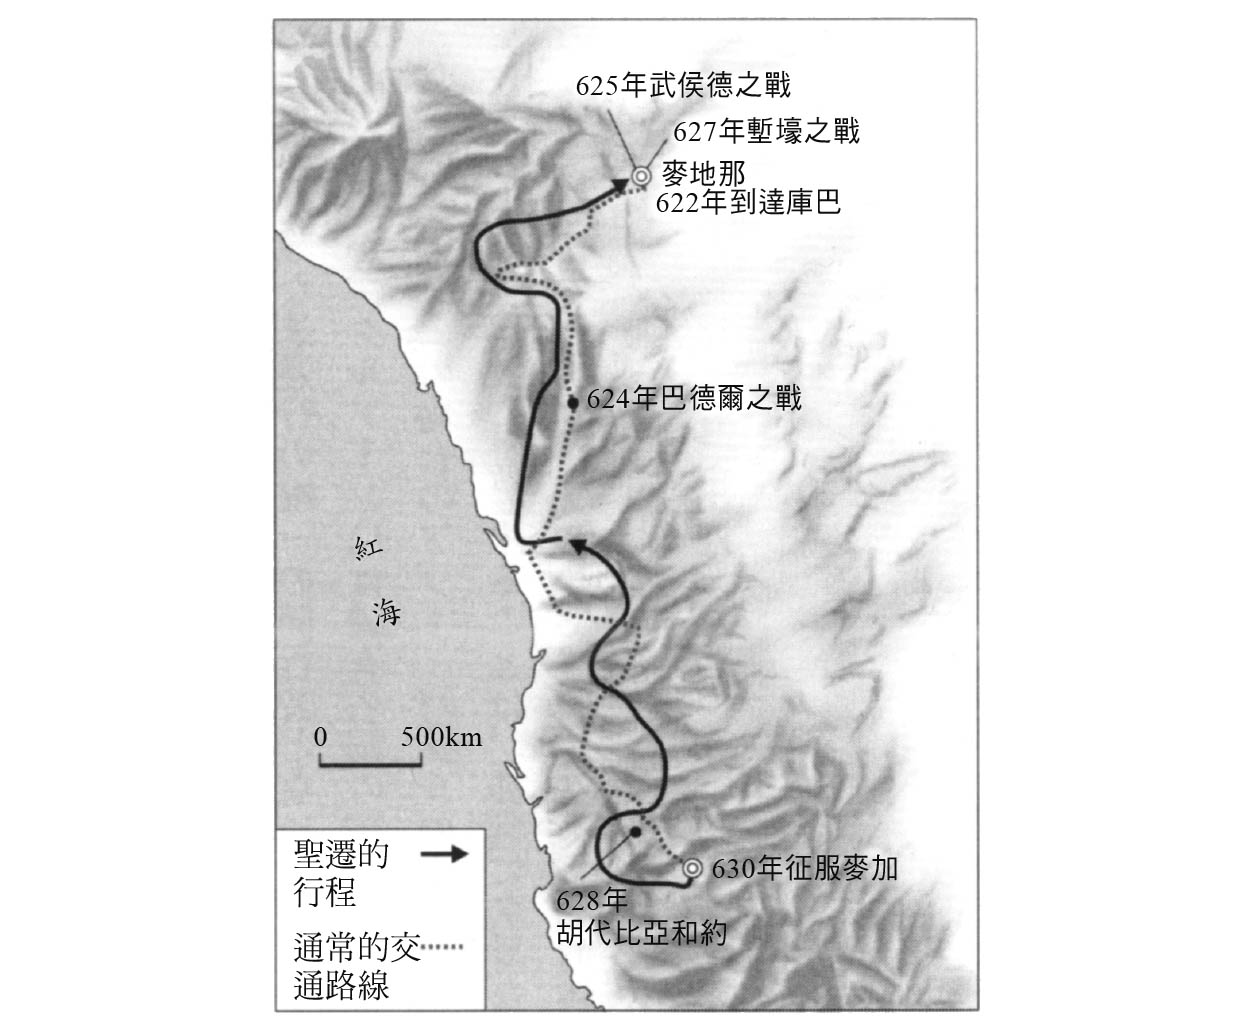 625年武侯德之戰
627年塹壕之戰
麥地那
622年到達庫巴
624年巴德爾之戰
紅
海
0 500km
630年征服麥加
628年
胡代比亞和約
聖遷的
行程
通常的交
通路線